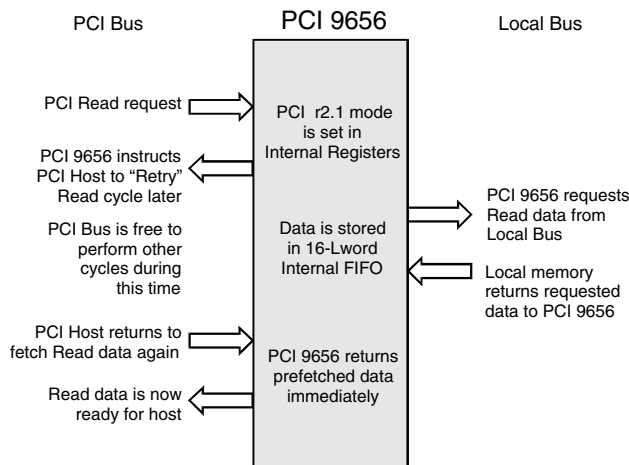 PCI Bus
PCI 9656
Local Bus
PCI Read request
PCI r2.1 mode
is set in
Internal Registers
PCI 9656 instructs
PCI Host to “Retry”
Read cycle later
PCI 9656 requests
Read data from
Local Bus
PCI Bus is free to
perform other
cycles during
this time
Data is stored
in 16-Lword
Internal FIFO
Local memory
returns requested
data to PCI 9656
PCI Host returns to
fetch Read data again
PCI 9656 returns
prefetched data
immediately
Read data is now
ready for host